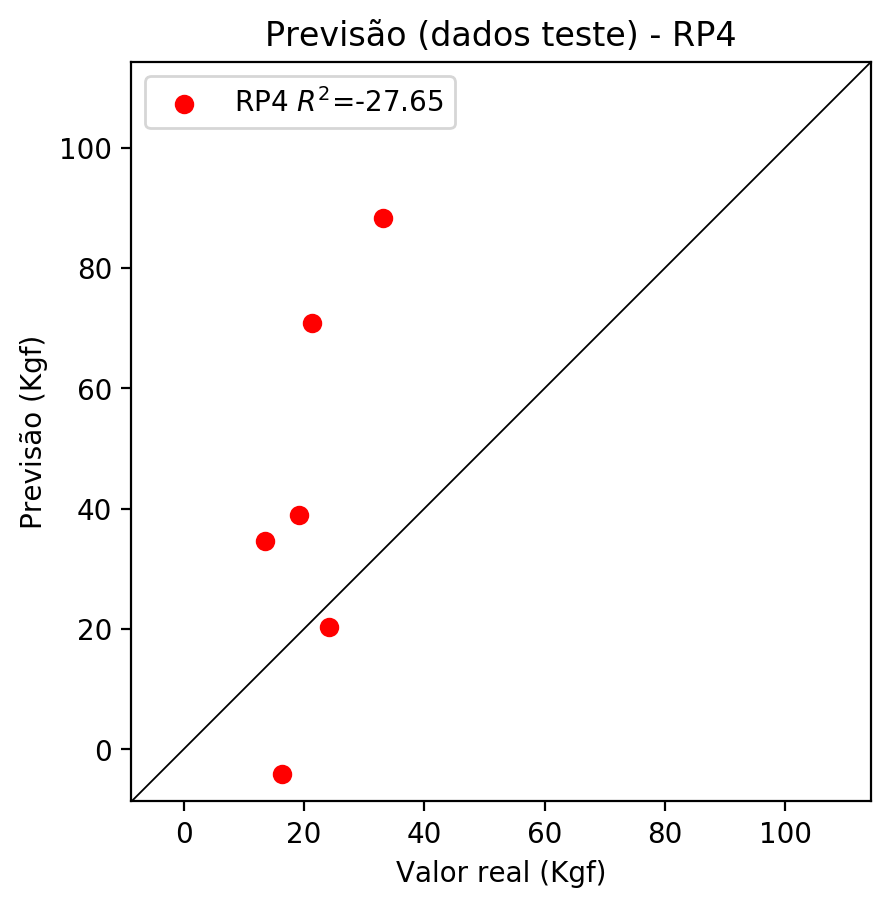 Previsão (dados teste) - RP4
RP4 R²=-27.65
Previsão (Kgf)
100
80
60
40
20
0
0 20 40 60 80 100
Valor real (Kgf)